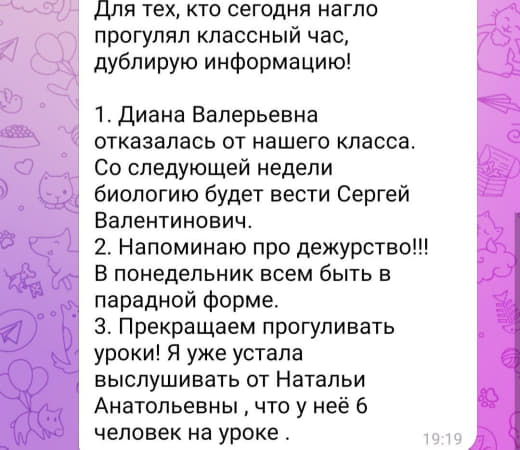 Для тех, кто сегодня нагло
прогулял классный час,
дублирую информацию!
1. Диана Валерьевна
отказалась от нашего класса.
Со следующей недели
биологию будет вести Сергей
Валентинович.
2. Напоминаю про дежурство!!!
В понедельник всем быть в
парадной форме.
3. Прекращаем прогуливать
уроки! Я уже устала
выслушивать от Натальи
Анатольевны , что у неё 6
человек на уроке .
19:19